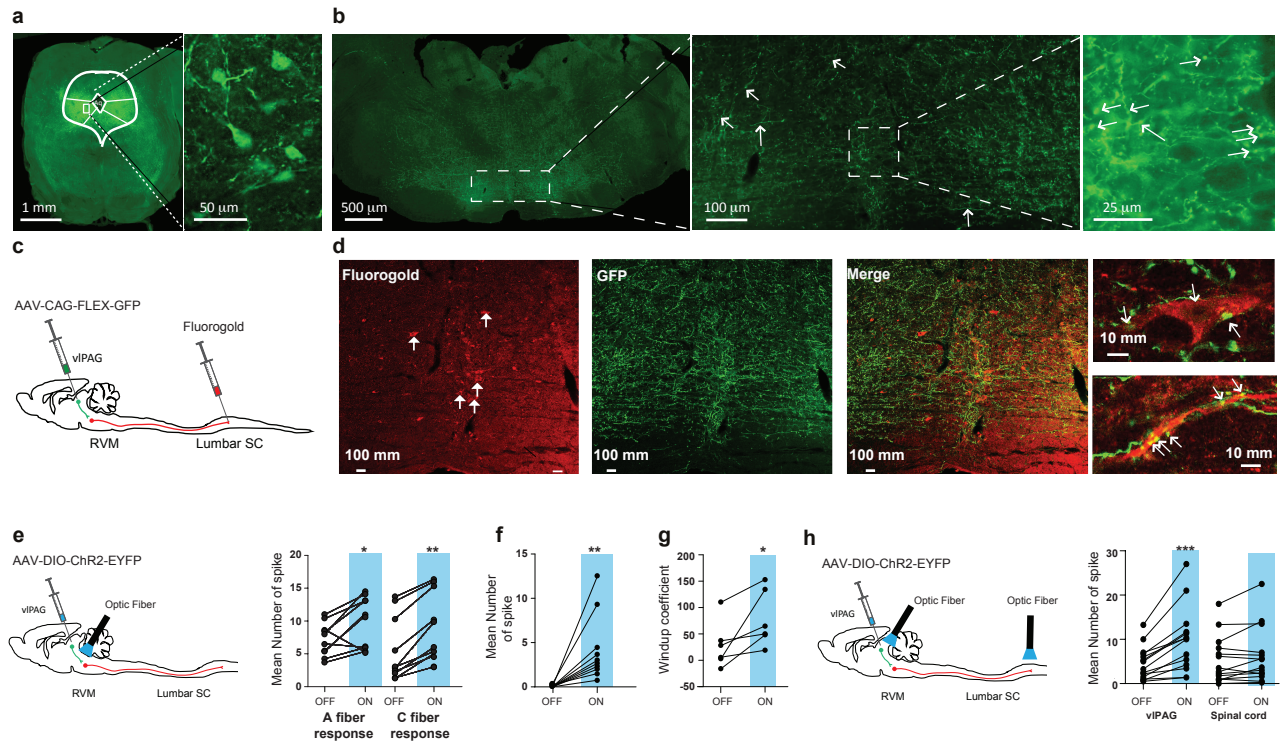 a
1 mm
50 µm
b
500 µm
100 µm
25 µm
c
AAV-CAG-FLEX-GFP
vlPAG
Fluorogold
RVM
Lumbar SC
d
Fluorogold
100 mm
GFP
100 mm
Merge
100 mm
10 mm
10 mm
e
AAV-DIO-ChR2-EYFP
vlPAG
Optic Fiber
RVM
Lumbar SC
Mean Number of spike
20
15
10
5
0
*
**
OFF ON OFF ON
A fiber response
C fiber response
f
Mean Number
of spike
15
10
5
0
**
OFF ON
g
Windup coefficient
200
150
100
50
0
-50
*
OFF ON
h
AAV-DIO-ChR2-EYFP
vlPAG
Optic Fiber
Optic Fiber
RVM
Lumbar SC
Mean Number of spike
30
20
10
0
***
OFF ON OFF ON
vlPAG Spinal cord